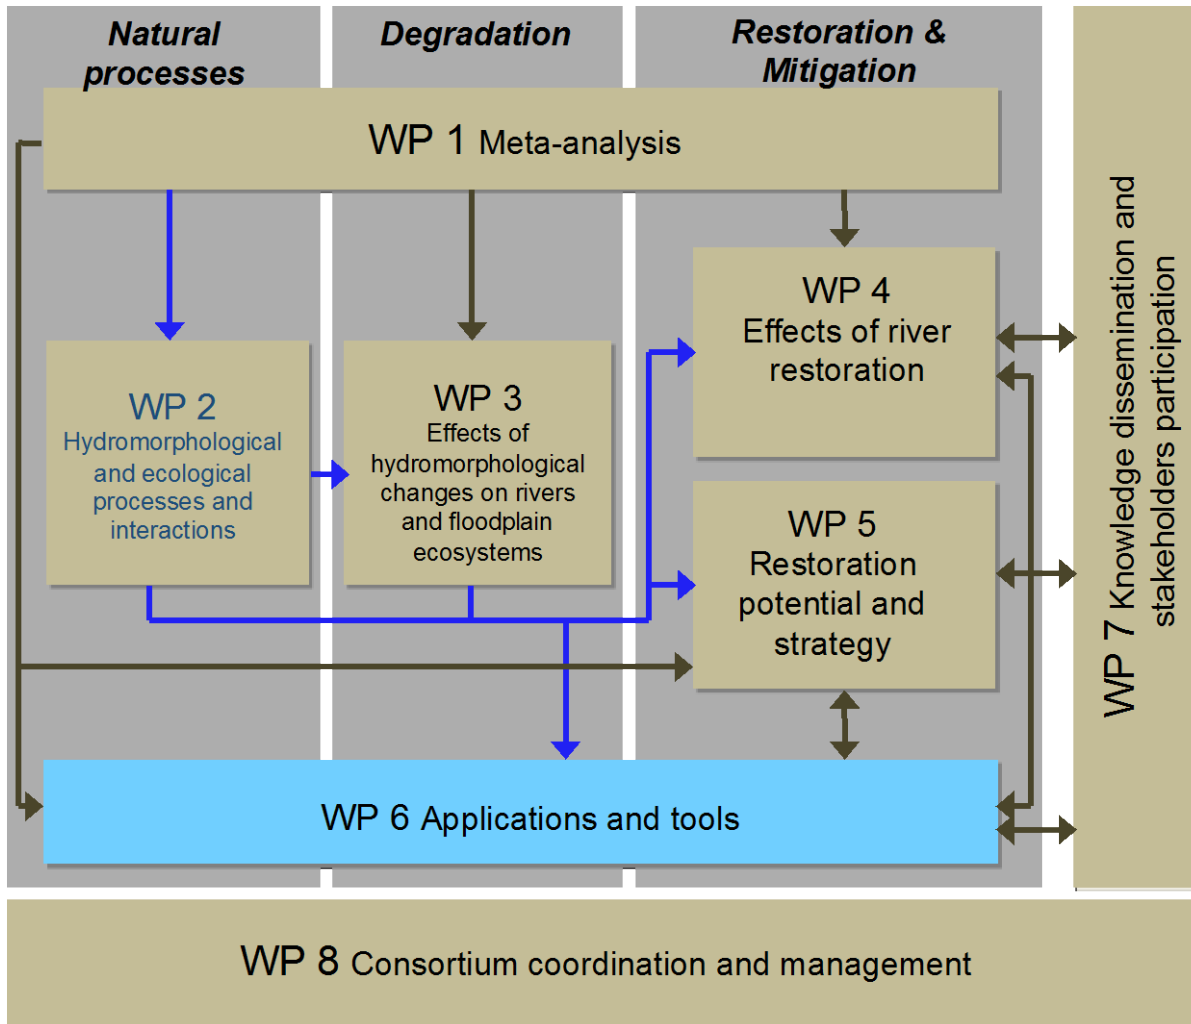 Natural
processes
Degradation
Restoration &
Mitigation
WP 1 Meta-analysis
WP 2
Hydromorphological
and ecological
processes and
interactions
WP 3
Effects of
hydromorphological
changes on rivers
and floodplain
ecosystems
WP 4
Effects of river
restoration
WP 5
Restoration
potential and
strategy
WP 6 Applications and tools
WP 7 Knowledge dissemination and
stakeholders participation
WP 8 Consortium coordination and management